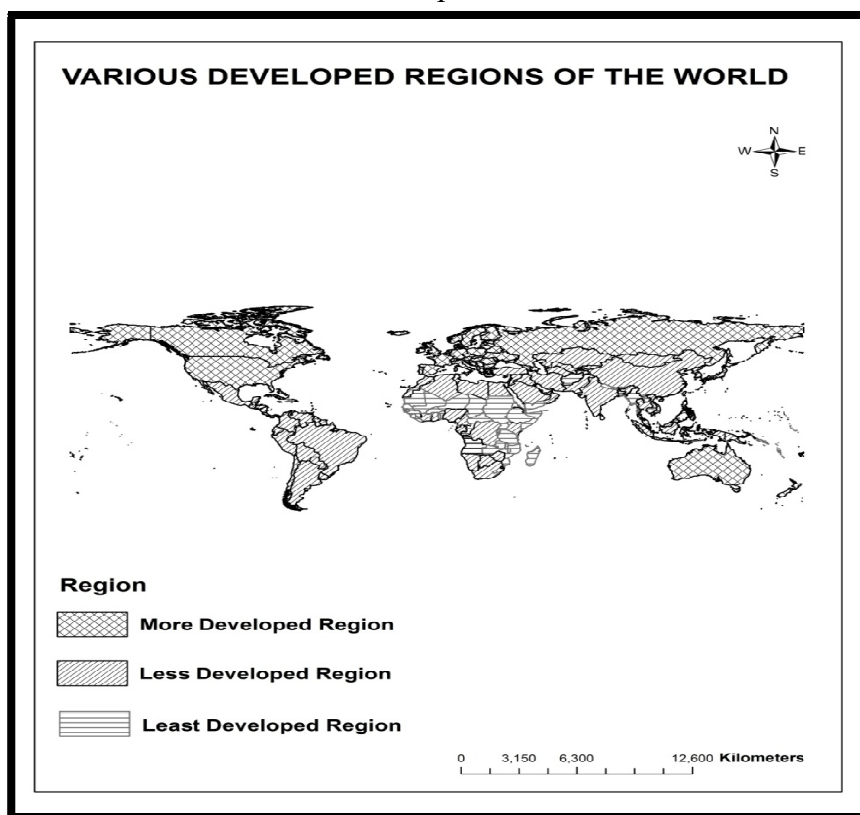 VARIOUS DEVELOPED REGIONS OF THE WORLD
N
W E
S
Region
More Developed Region
Less Developed Region
Least Developed Region
0 3,150 6,300 12,600 Kilometers